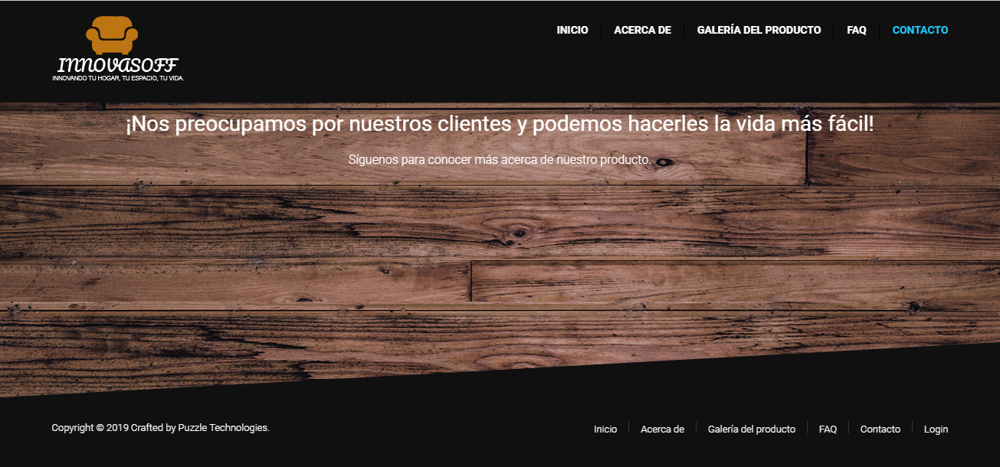 INNOVASOFF
INNOVANDO TU HOGAR, TU ESPACIO, TU VIDA.
INICIO ACERCA DE GALERÍA DEL PRODUCTO FAQ CONTACTO
¡Nos preocupamos por nuestros clientes y podemos hacerles la vida más fácil!
Síguenos para conocer más acerca de nuestro producto.
Copyright © 2019 Crafted by Puzzle Technologies.
Inicio Acerca de Galería del producto FAQ Contacto Login